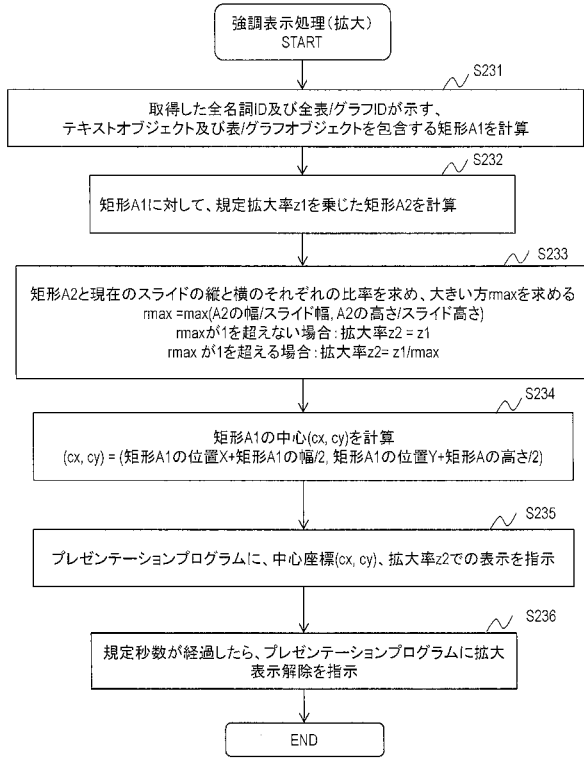 強調表示処理(拡大)
START
S231
取得した全名詞ID及び全表/グラフIDが示す、
テキストオブジェクト及び表/グラフオブジェクトを包含する矩形A1を計算
S232
矩形A1に対して、規定拡大率z1を乗じた矩形A2を計算
S233
矩形A2と現在のスライドの縦と横のそれぞれの比率を求め、大きい方rmaxを求める
rmax =max(A2の幅/スライド幅, A2の高さ/スライド高さ)
rmaxが1を超えない場合:拡大率z2 = z1
rmax が1を超える場合:拡大率z2= z1/rmax
S234
矩形A1の中心(cx, cy)を計算
(cx, cy) = (矩形A1の位置X+矩形A1の幅/2, 矩形A1の位置Y+矩形Aの高さ/2)
S235
プレゼンテーションプログラムに、中心座標(cx, cy)、拡大率z2での表示を指示
S236
規定秒数が経過したら、プレゼンテーションプログラムに拡大
表示解除を指示
END